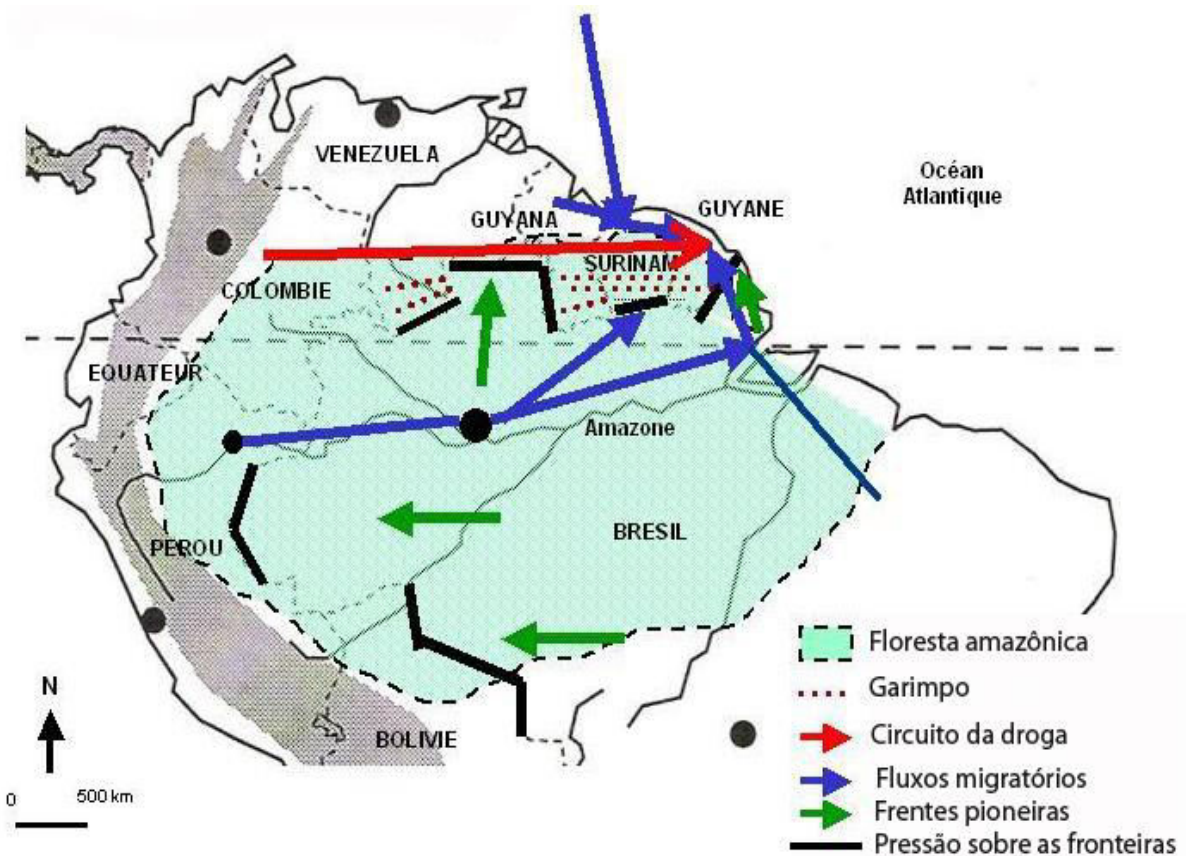 VENEZUELA
Océan
Atlantique
GUYANA
GUYANE
SURINAM
COLOMBIE
EQUATEUR
Amazone
BRESIL
PEROU
BOLIVIE
N
0 500 km
Floresta amazônica
Garimpo
Circuito da droga
Fluxos migratórios
Frentes pioneiras
Pressão sobre as fronteiras